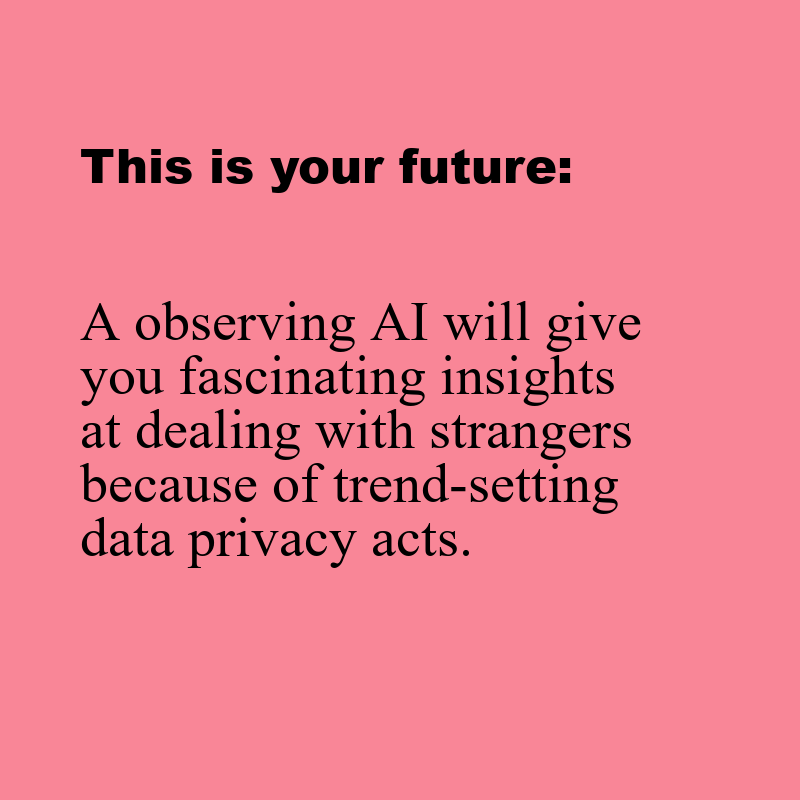 This is your future:
A observing AI will give
you fascinating insights
at dealing with strangers
because of trend-setting
data privacy acts.